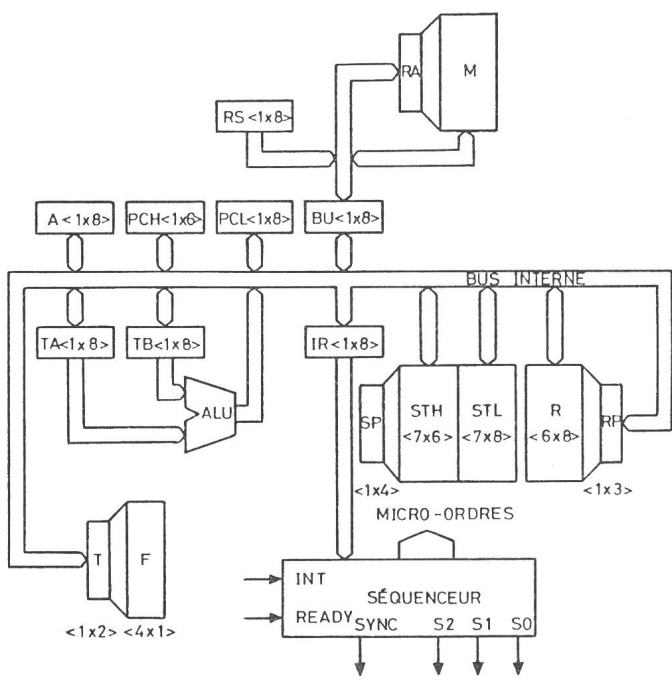 RA
M
RS<1x8>
A<1x8>
PCH<1x6>
PCL<1x8>
BU<1x8>
BUS INTERNE
TA<1x8>
TB<1x8>
IR<1x8>
ALU
SP
STH
<7x6>
STL
<7x8>
R
<6x8>
RP
<1x4>
<1x3>
MICRO-ORDRES
T
F
<1x2>
<4x1>
INT
SÉQUENCEUR
READY
SYNC
S2
S1
S0